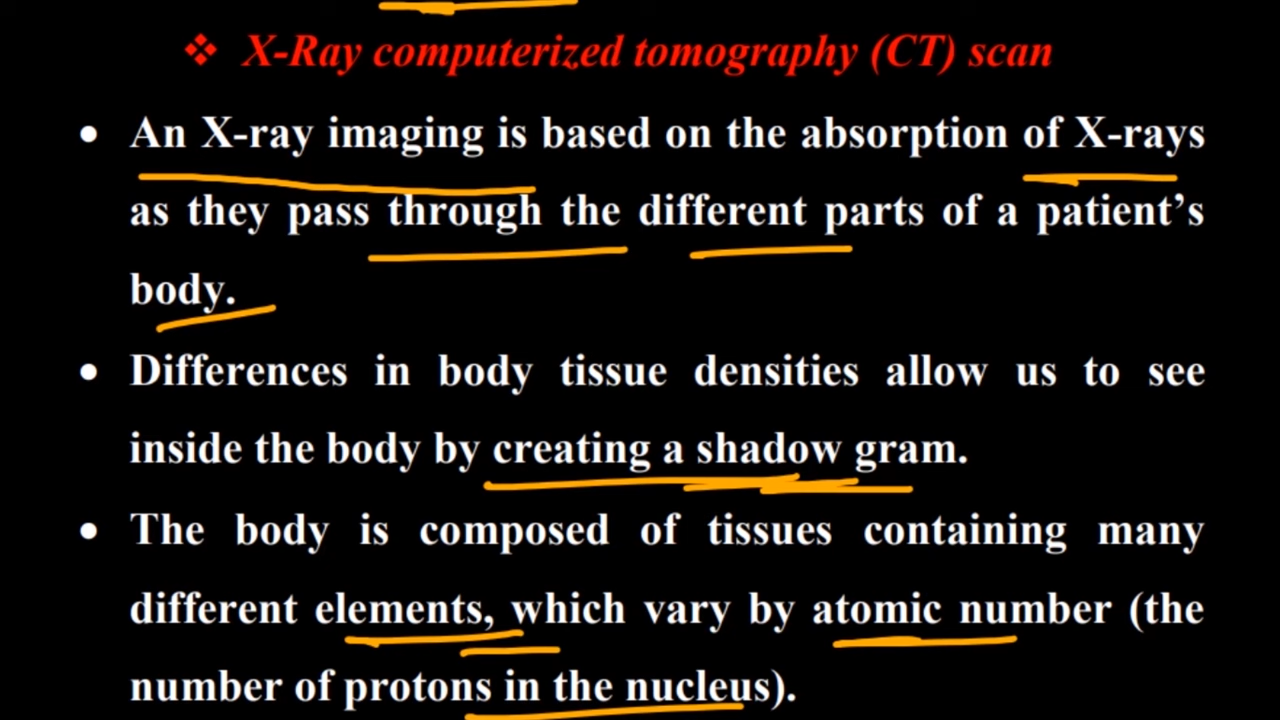 ❖ X-Ray computerized tomography (CT) scan
• An X-ray imaging is based on the absorption of X-rays
as they pass through the different parts of a patient’s
body.
• Differences in body tissue densities allow us to see
inside the body by creating a shadow gram.
• The body is composed of tissues containing many
different elements, which vary by atomic number (the
number of protons in the nucleus).